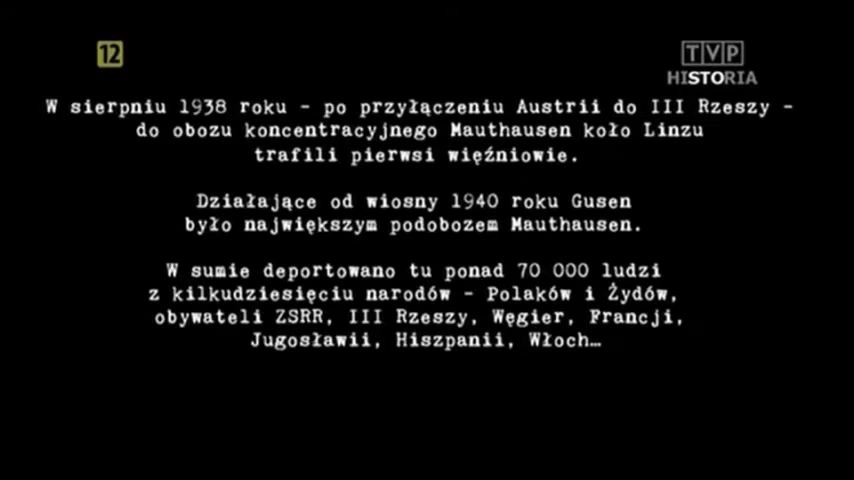 12
TVP
HISTORIA
W sierpniu 1938 roku - po przyłączeniu Austrii do III Rzeszy -
do obozu koncentracyjnego Mauthausen koło Linzu
trafili pierwsi więźniowie.
Działające od wiosny 1940 roku Gusen
było największym podobozem Mauthausen.
W sumie deportowano tu ponad 70 000 ludzi
z kilkudziesięciu narodów - Polaków i Żydów,
obywateli ZSRR, III Rzeszy, Węgier, Francji,
Jugosławii, Hiszpanii, Włoch…